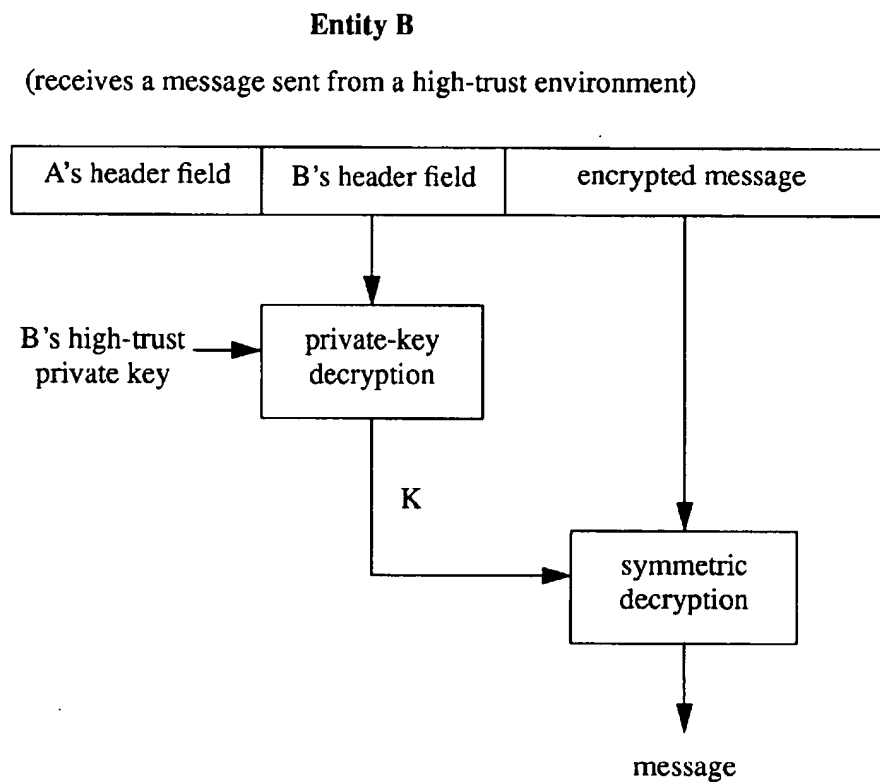 Entity B
(receives a message sent from a high-trust environment)
A's header field
B's header field
encrypted message
B's high-trust
private key
private-key
decryption
K
symmetric
decryption
message